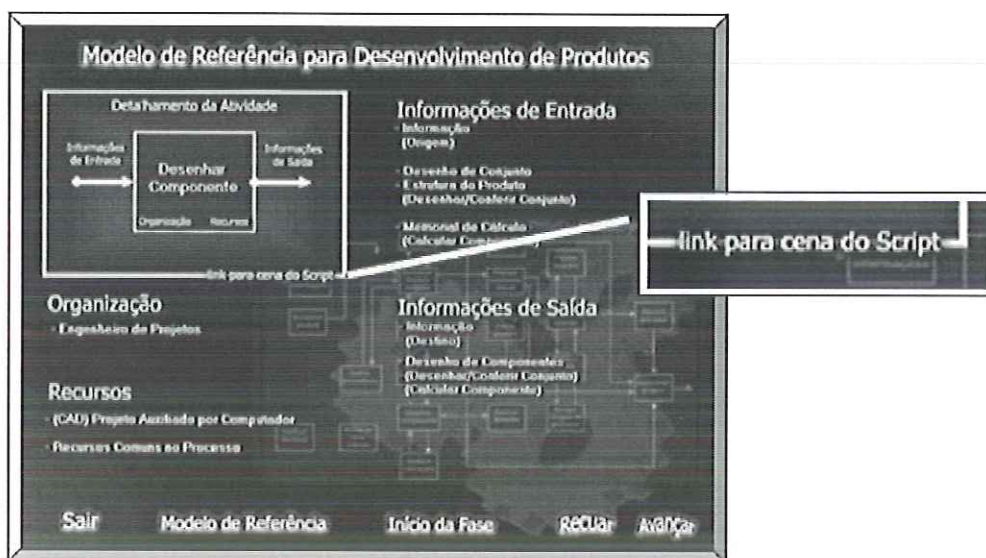 Modelo de Referência para Desenvolvimento de Produtos
Detalhamento da Atividade
Informações
de Entrada
Desenhar
Componente
Informações
de Saída
Organização
Recursos
link para cena do Script
Organização
- Engenheiro de Projetos
Recursos
- (CAD) Projeto Auxiliado por Computador
- Recursos Comuns no Processo
Informações de Entrada
- Informação
(Origem)
- Desenho de Conjunto
- Estrutura do Produto
(Desenhar/Conferir Conjunto)
- Memorial de Cálculo
(Calcular Componente)
Informações de Saída
- Informação
(Destino)
- Desenho de Componentes
(Desenhar/Conferir Conjunto)
(Calcular Componente)
link para cena do Script
Sair
Modelo de Referência
Início da Fase
Recuar
Avançar